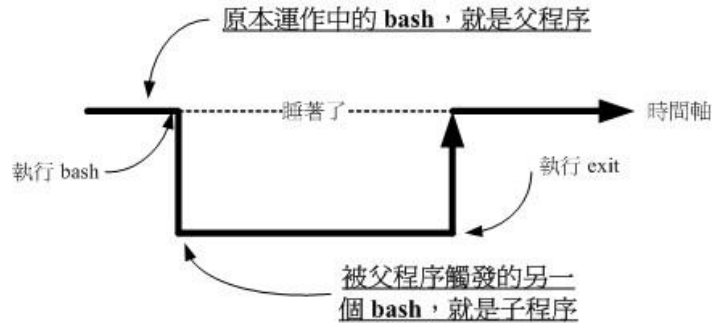 原本運作中的 bash，就是父程序
睡著了
時間軸
執行 bash
執行 exit
被父程序觸發的另一
個 bash，就是子程序